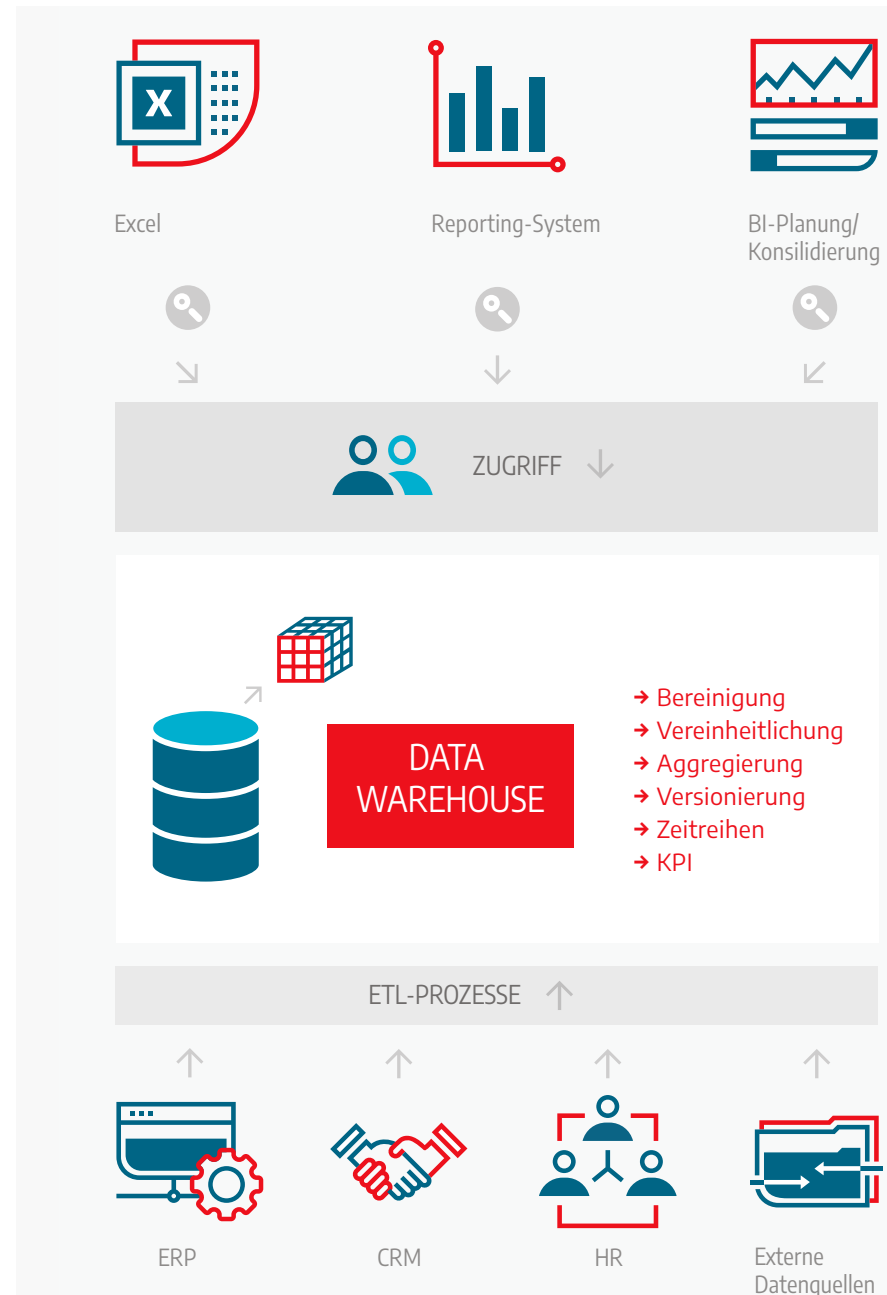 X
Excel
Reporting-System
BI-Planung/
Konsilidierung
ZUGRIFF
DATA
WAREHOUSE
Bereinigung
Vereinheitlichung
Aggregierung
Versionierung
Zeitreihen
KPI
ETL-PROZESSE
ERP
CRM
HR
Externe
Datenquellen